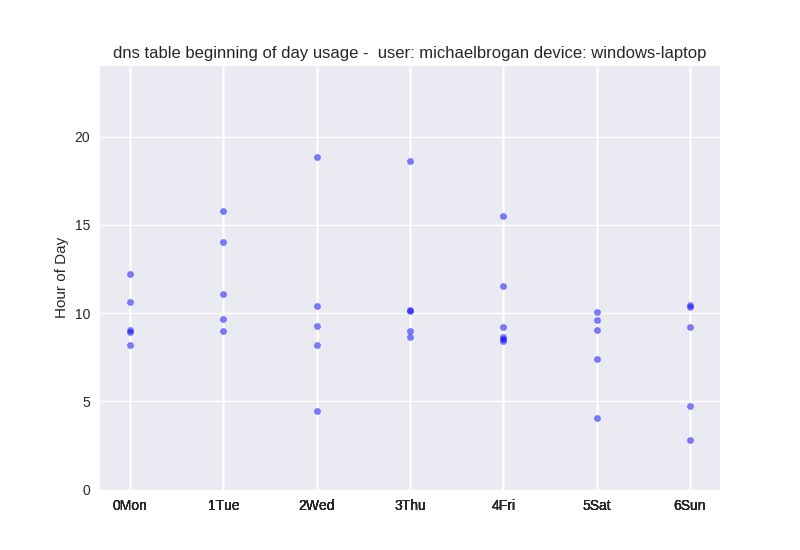 dns table beginning of day usage -  user: michaelbrogan device: windows-laptop
20
15
10
5
0
Hour of Day
0Mon 1Tue 2Wed 3Thu 4Fri 5Sat 6Sun